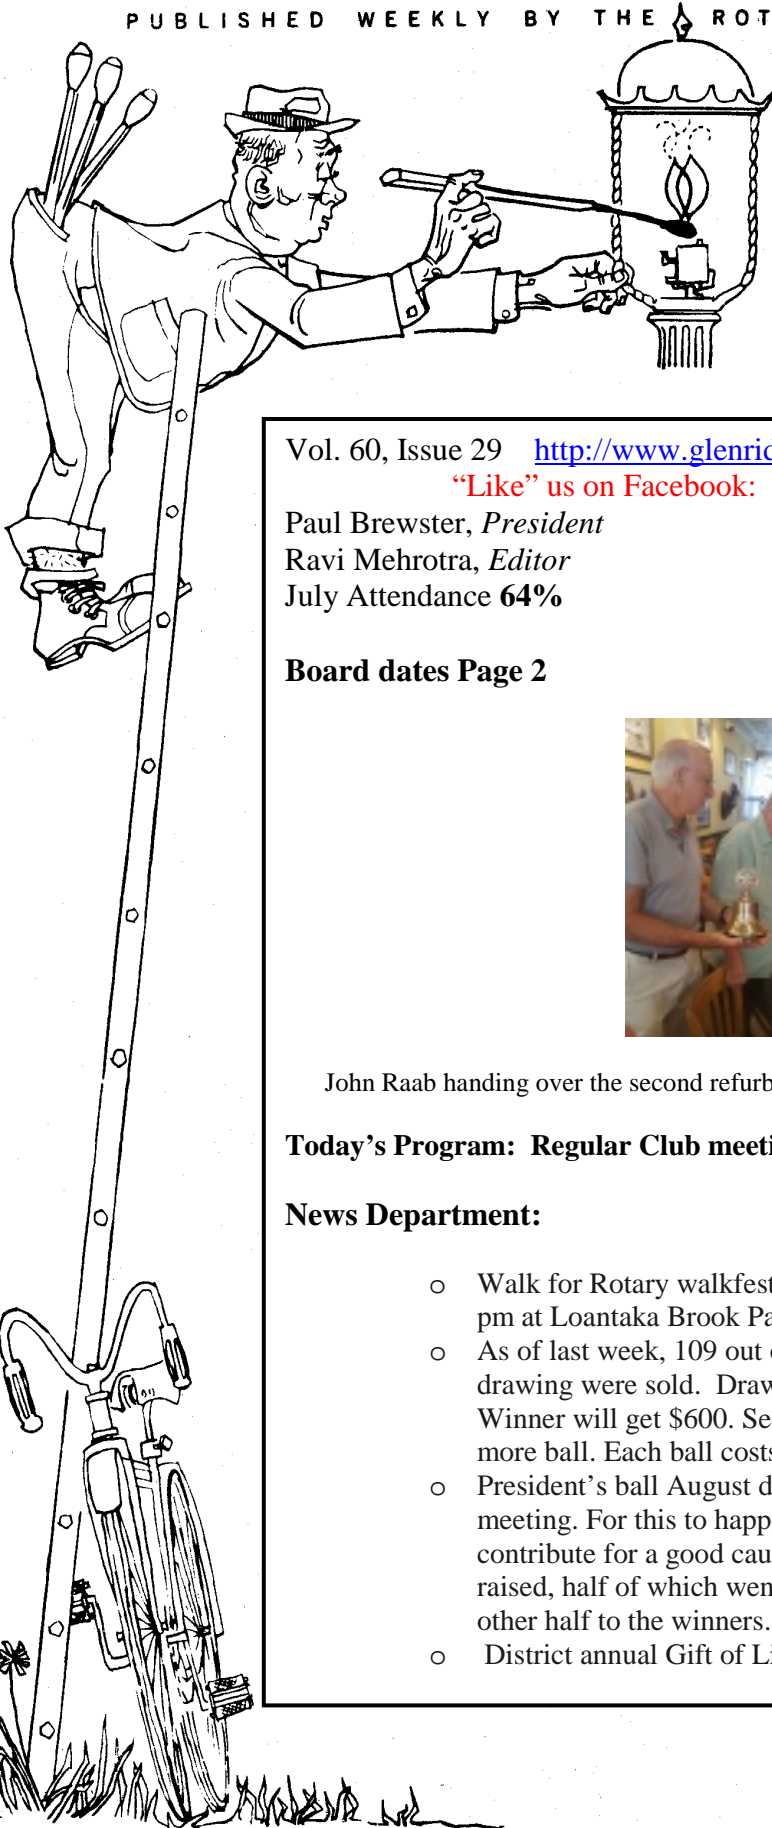 PUBLISHED WEEKLY BY THE ROT
Vol. 60, Issue 29 http://www.glenrid
“Like” us on Facebook:
Paul Brewster, President
Ravi Mehrotra, Editor
July Attendance 64%
Board dates Page 2
John Raab handing over the second refurb
Today’s Program: Regular Club meeti
News Department:
o Walk for Rotary walkfest
pm at Loantaka Brook Pa
o As of last week, 109 out o
drawing were sold. Draw
Winner will get $600. Se
more ball. Each ball costs
o President’s ball August d
meeting. For this to happ
contribute for a good cau
raised, half of which wen
other half to the winners.
o District annual Gift of Li